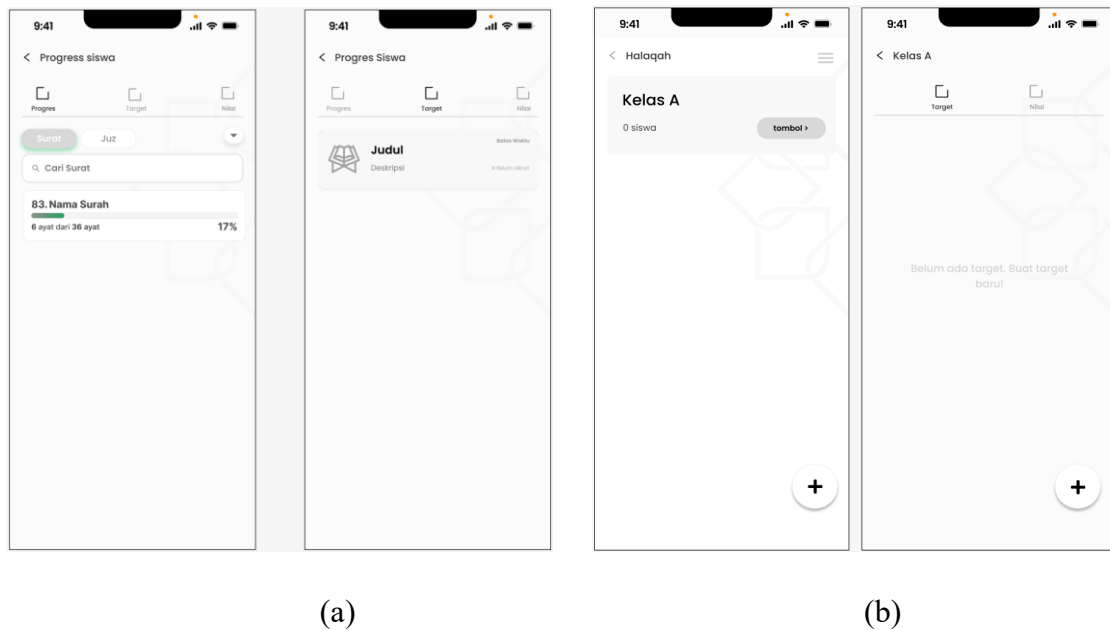 9:41
Progress siswa
Progres
Target
Nilai
Surat
Juz
Cari Surat
83. Nama Surah
6 ayat dari 36 ayat
17%
9:41
Progres Siswa
Progres
Target
Nilai
Judul
Batas Waktu
Deskripsi
9:41
Halaqah
Kelas A
0 siswa
tombol >
+
9:41
Kelas A
Target
Nilai
Belum ada target. Buat target
baru!
+
(a)
(b)